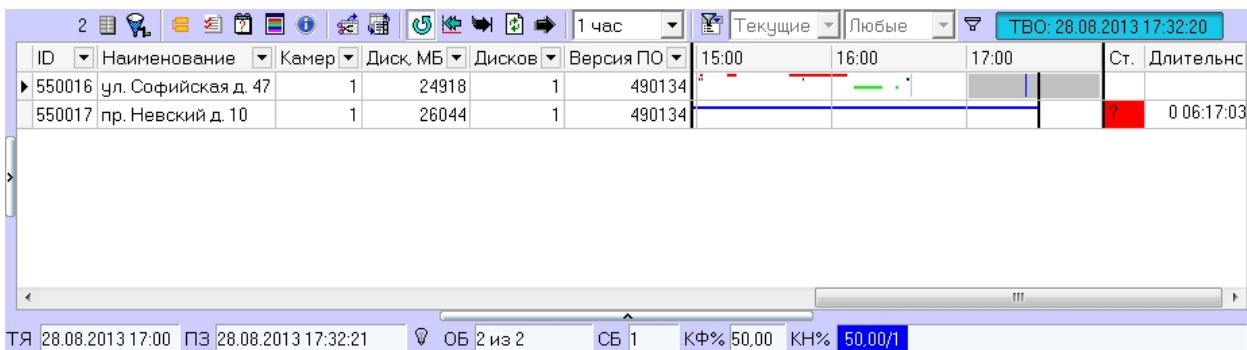 2 1 час Текущие Любые ТВО: 28.08.2013 17:32:20
ID Наименование Камер Диск, МБ Дисков Версия ПО 15:00 16:00 17:00 Ст. Длительнс
550016 ул. Софийская д. 47 1 24918 1 490134
550017 пр. Невский д. 10 1 26044 1 490134 ? 0 06:17:03
ТЯ 28.08.2013 17:00 ПЗ 28.08.2013 17:32:21 ОБ 2 из 2 СБ 1 КФ% 50,00 КН% 50,00/1